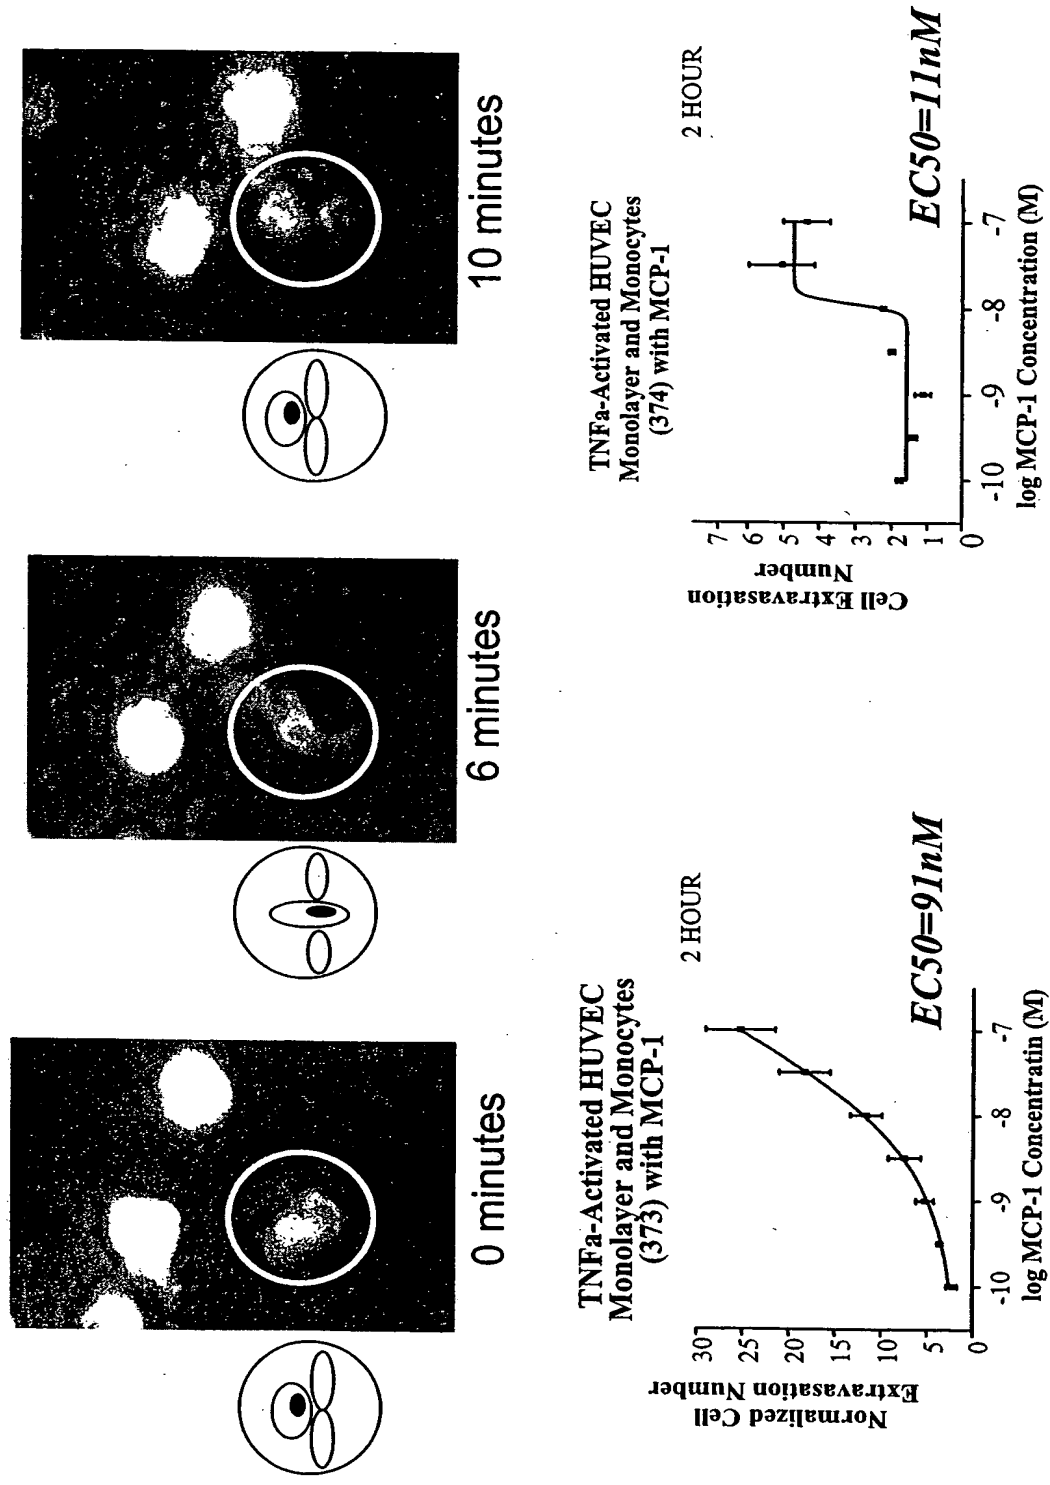 0 minutes
6 minutes
10 minutes
TNFa-Activated HUVEC
Monolayer and Monocytes
(373) with MCP-1
2 HOUR
Normalized Cell
Extravasation Number
30
25
20
15
10
5
0
-10
-9
-8
-7
log MCP-1 Concentratin (M)
EC50=91nM
TNFa-Activated HUVEC
Monolayer and Monocytes
(374) with MCP-1
2 HOUR
Cell Extravasation
Number
7
6
5
4
3
2
1
0
-10
-9
-8
-7
log MCP-1 Concentration (M)
EC50=11nM